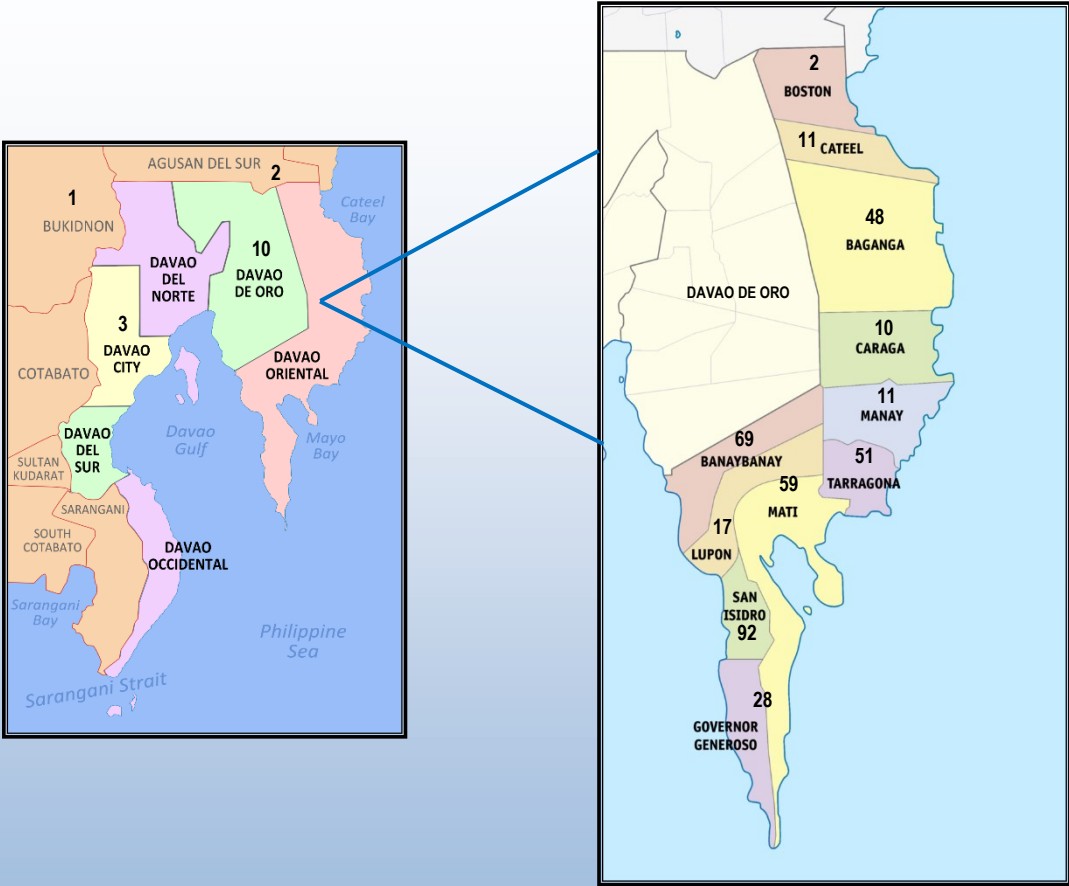 AGUSAN DEL SUR
2
1
BUKIDNON
Cateel
Bay
10
DAVAO
DE ORO
DAVAO
DEL
NORTE
3
DAVAO
CITY
DAVAO
ORIENTAL
COTABATO
DAVAO
DEL
SUR
Davao
Gulf
Mayo
Bay
SULTAN
KUDARAT
SARANGANI
SOUTH
COTABATO
DAVAO
OCCIDENTAL
Sarangani
Bay
Philippine
Sea
Sarangani Strait
2
BOSTON
11 CATEEL
48
BAGANGA
DAVAO DE ORO
10
CARAGA
11
MANAY
69
BANAYBANAY
51
TARRAGONA
59
MATI
17
LUPON
SAN
ISIDRO
92
28
GOVERNOR
GENEROSO